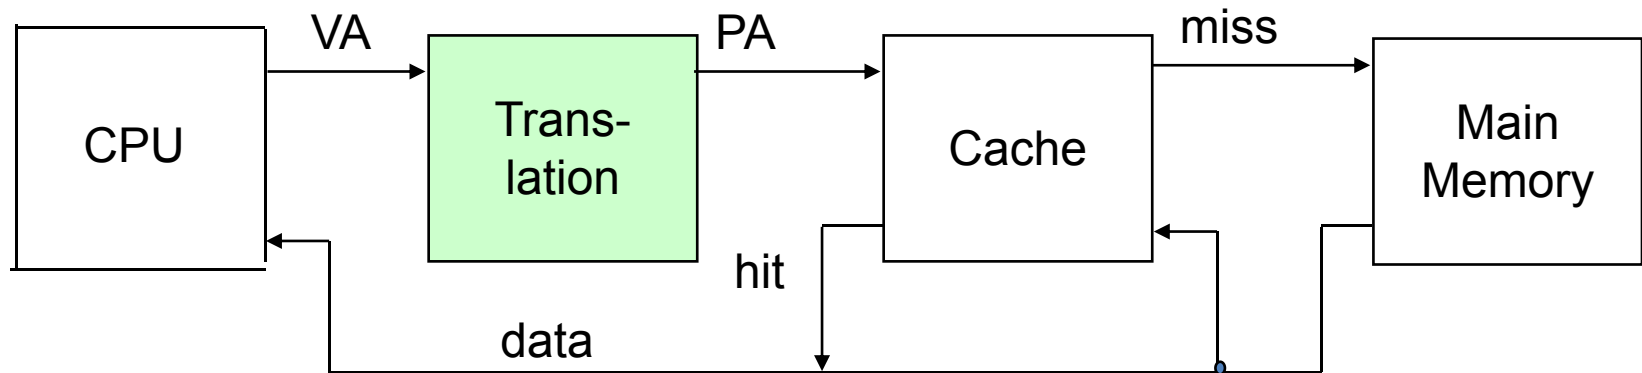 VA
PA
miss
CPU
Trans-
lation
Cache
Main
Memory
hit
data